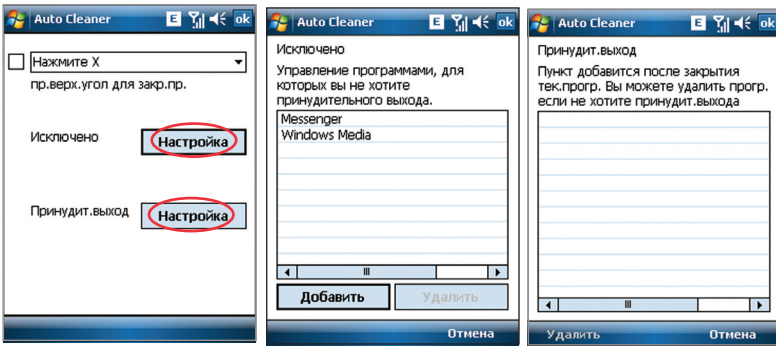 Auto Cleaner E ok
Нажмите X
пр.верх.угол для закр.пр.
Исключено Настройка
Принудит.выход Настройка
Auto Cleaner E ok
Исключено
Управление программами, для
которых вы не хотите
принудительного выхода.
Messenger
Windows Media
Добавить Удалить
Отмена
Auto Cleaner E ok
Принудит.выход
Пункт добавится после закрытия
тек.прогр. Вы можете удалить прогр.
если не хотите принудит.выхода
Удалить Отмена